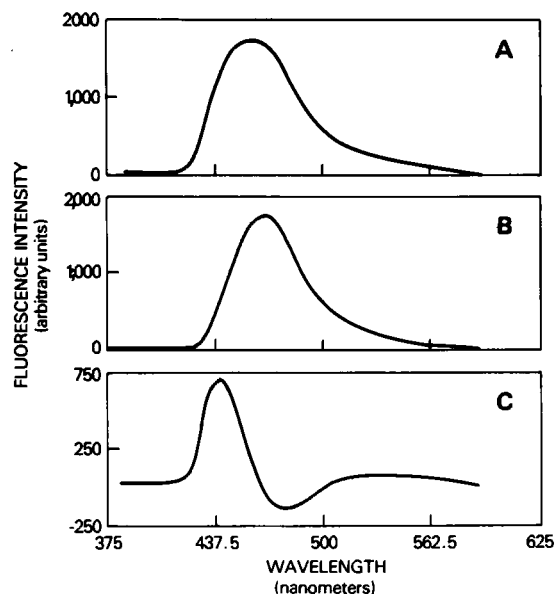 2000
A
1,000
0
2,000
B
1,000
0
FLUORESCENCE INTENSITY
(arbitrary units)
750
C
250
-250
375 437.5 500 562.5 625
WAVELENGTH
(nanometers)